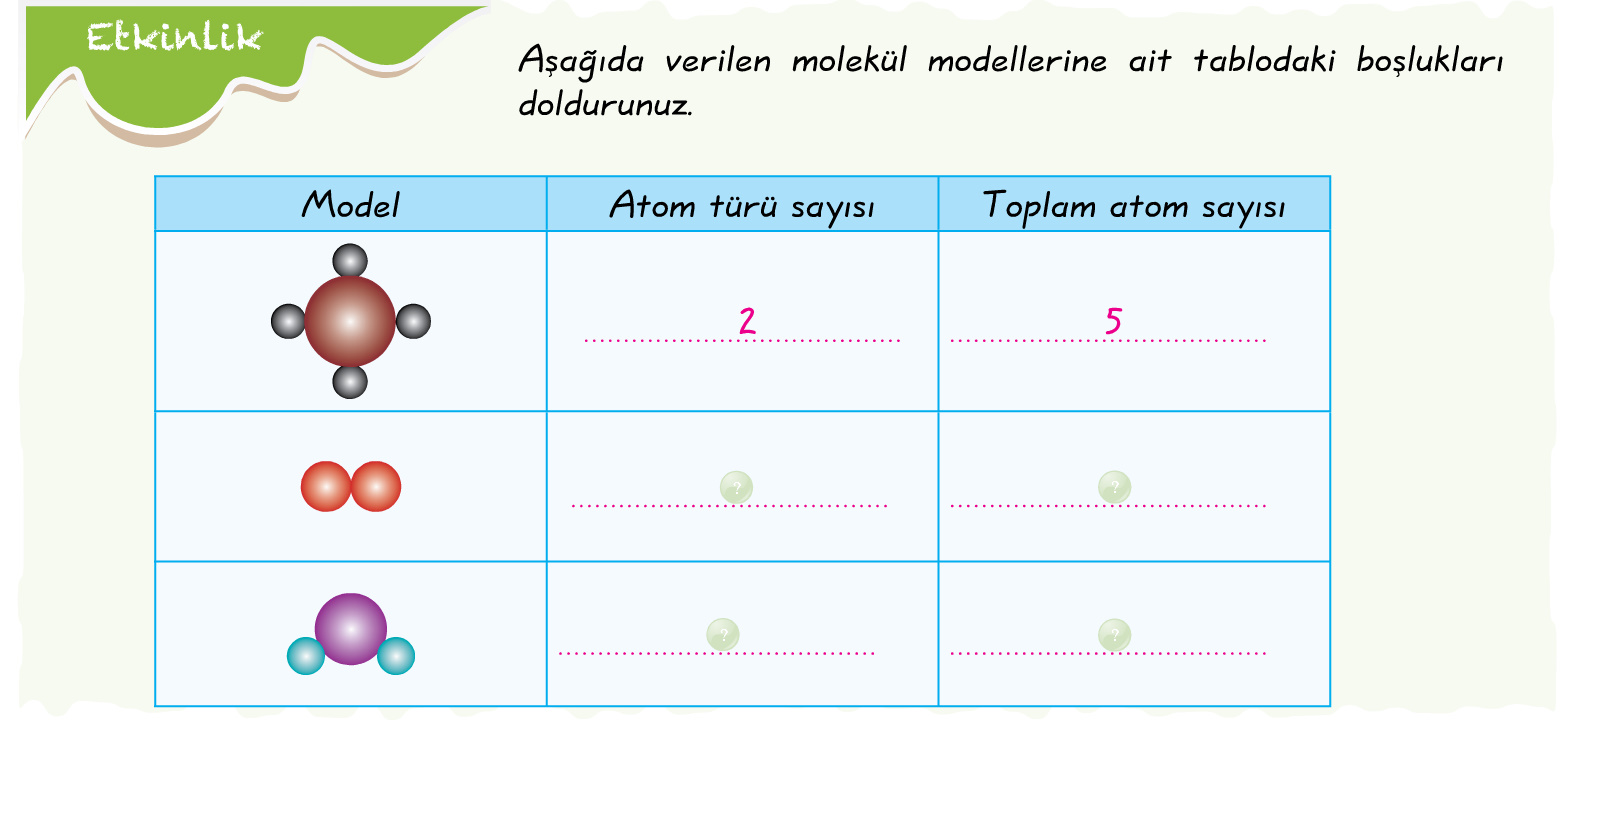 Etkinlik
Aşağıda verilen molekül modellerine ait tablodaki boşlukları
doldurunuz.
Model Atom türü sayısı Toplam atom sayısı
2 5
? ?
? ?